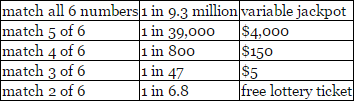 match all 6 numbers 1 in 9.3 million variable jackpot
match 5 of 6 1 in 39,000 $4,000
match 4 of 6 1 in 800 $150
match 3 of 6 1 in 47 $5
match 2 of 6 1 in 6.8 free lottery ticket